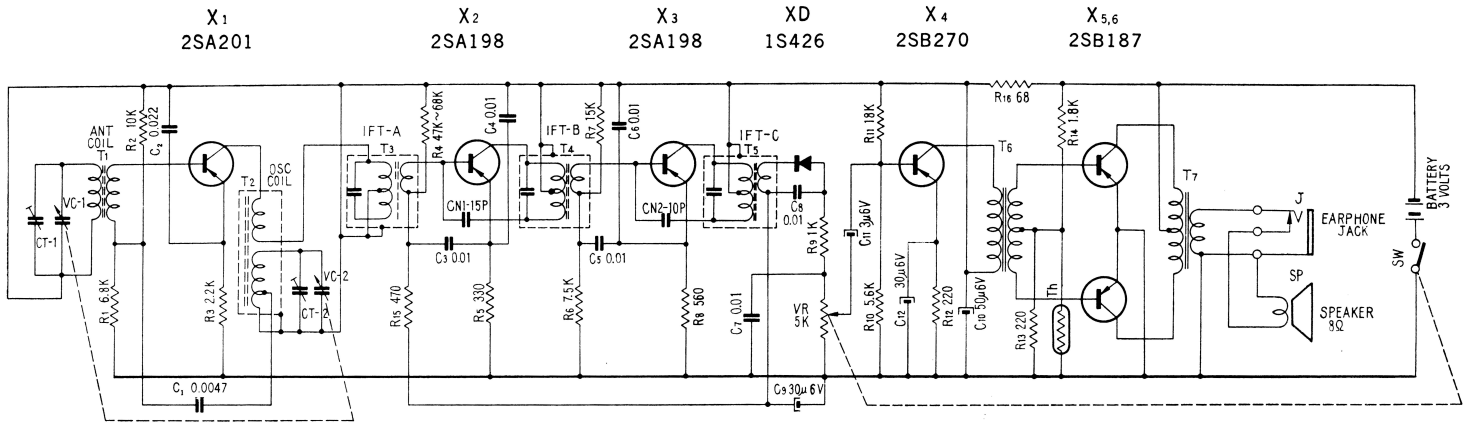 X1 X2 X3 XD X4 X5,6
2SA201 2SA198 2SA198 1S426 2SB270 2SB187
ANT COIL
T1
CT-1
VC-1
R2 10K
C2 0.022
R1 6.8K
R3 2.2K
C1 0.0047
T2
OSC COIL
CT-2
VC-2
IFT-A
T3
R4 47K~68K
C4 0.01
CN1-15P
C3 0.01
R15 470
R5 330
IFT-B
T4
R7 15K
C6 0.01
CN2-10P
C5 0.01
R6 7.5K
R8 560
IFT-C
T5
C8 0.01
R9 1K
C7 0.01
VR 5K
C9 30μ6V
C11 3μ6V
R11 18K
R10 5.6K
C12 30μ6V
R12 220
C10 50μ6V
R16 68
T6
R14 1.8K
R13 220
Th
T7
J
EARPHONE JACK
SP
SPEAKER 8Ω
BATTERY 3 VOLTS
SW